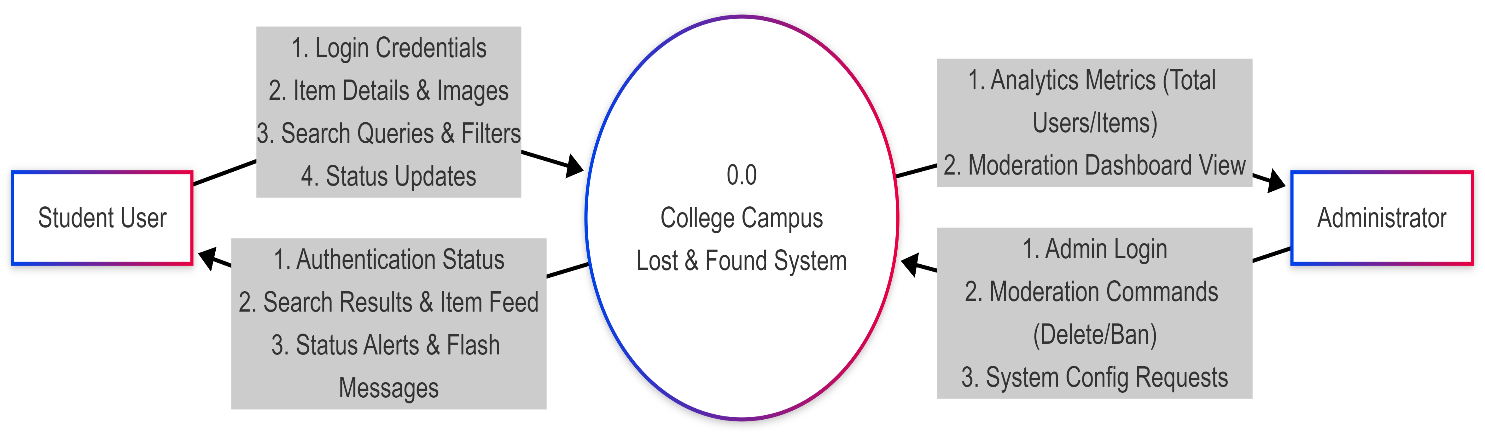 Student User
1. Login Credentials
2. Item Details & Images
3. Search Queries & Filters
4. Status Updates
1. Authentication Status
2. Search Results & Item Feed
3. Status Alerts & Flash
Messages
0.0
College Campus
Lost & Found System
1. Analytics Metrics (Total
Users/Items)
2. Moderation Dashboard View
1. Admin Login
2. Moderation Commands
(Delete/Ban)
3. System Config Requests
Administrator